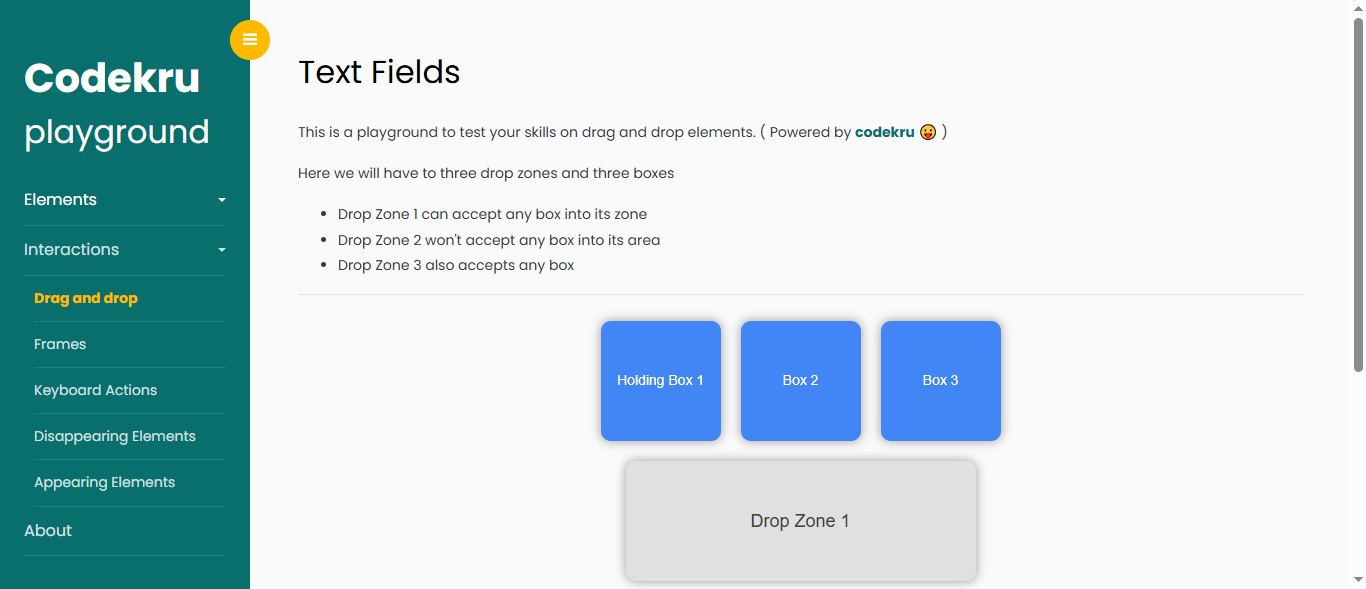 Codekru
playground
Elements
Interactions
Drag and drop
Frames
Keyboard Actions
Disappearing Elements
Appearing Elements
About
Text Fields
This is a playground to test your skills on drag and drop elements. ( Powered by codekru 😛 )
Here we will have to three drop zones and three boxes
Drop Zone 1 can accept any box into its zone
Drop Zone 2 won't accept any box into its area
Drop Zone 3 also accepts any box
Holding Box 1
Box 2
Box 3
Drop Zone 1